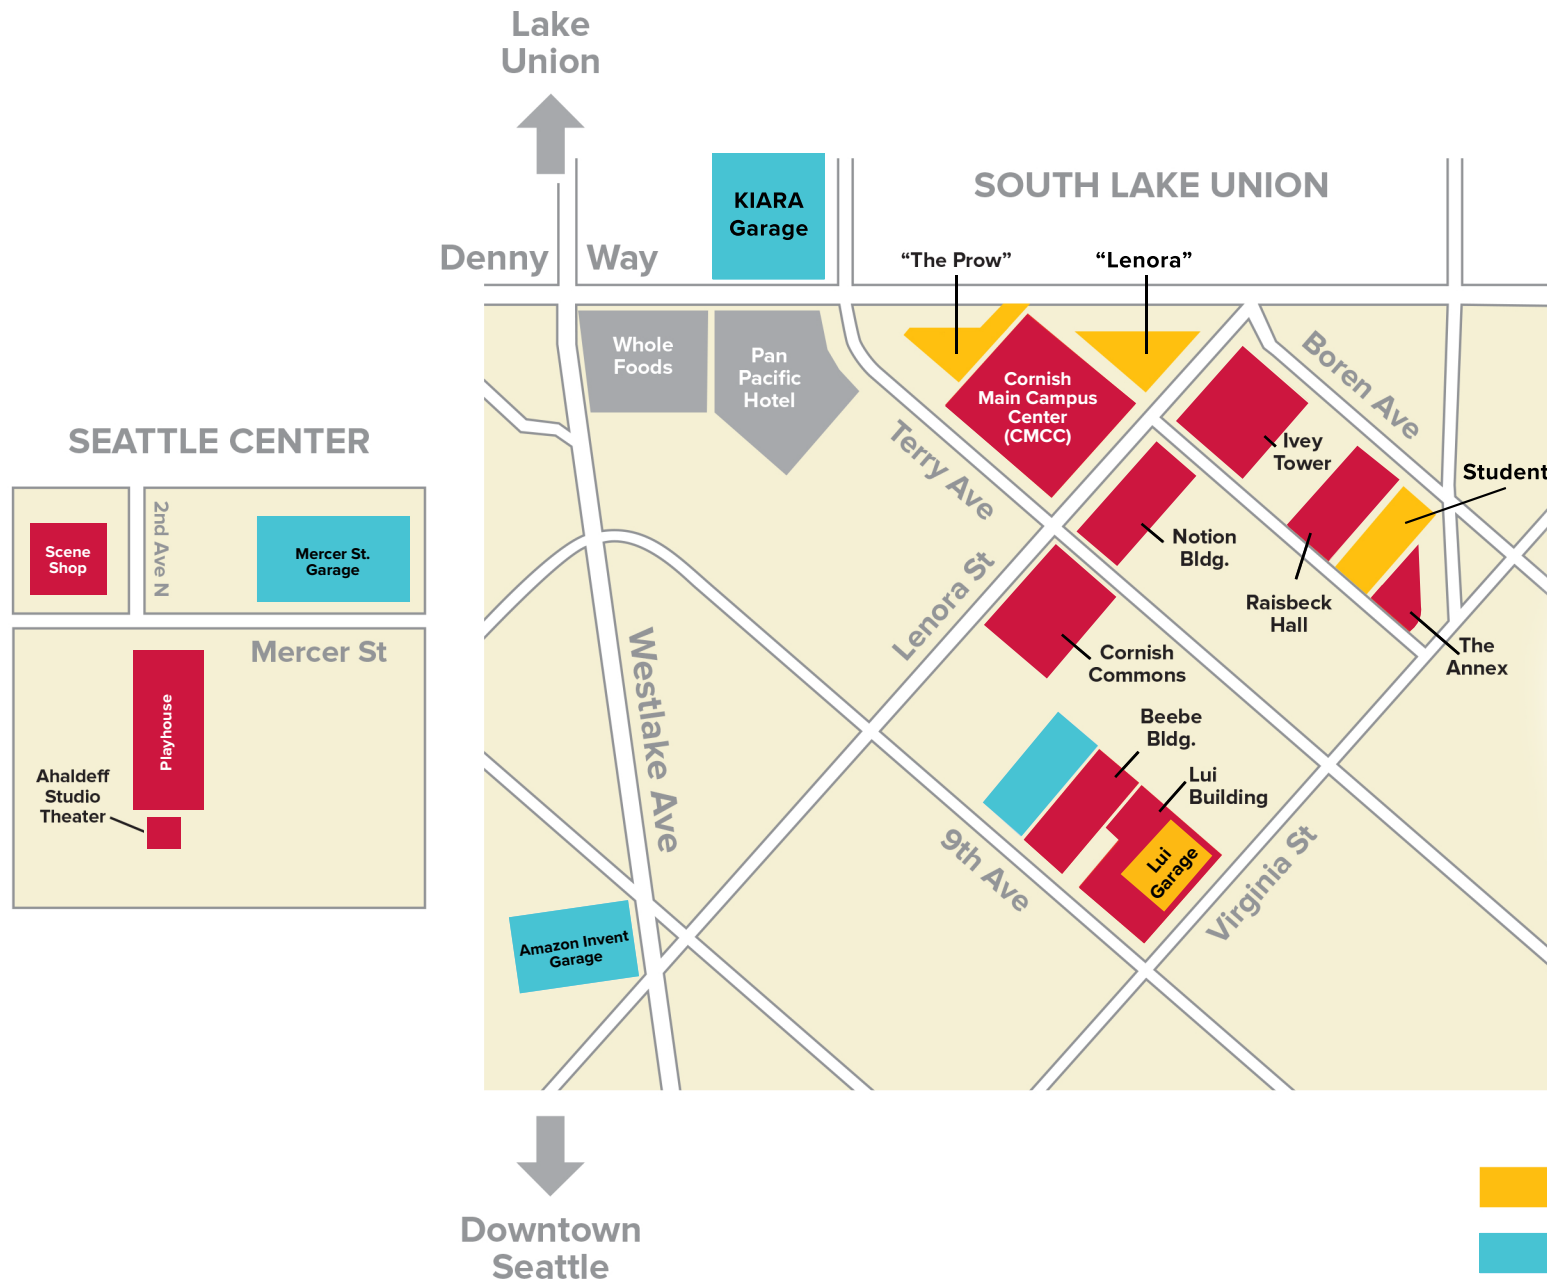 Lake
Union
SOUTH LAKE UNION
KIARA
Garage
Denny Way
“The Prow”
“Lenora”
Whole
Foods
Pan
Pacific
Hotel
Cornish
Main Campus
Center
(CMCC)
Boren Ave
Terry Ave
Ivey
Tower
Student
SEATTLE CENTER
2nd Ave N
Scene
Shop
Mercer St.
Garage
Notion
Bldg.
Lenora St
Raisbeck
Hall
The
Annex
Mercer St
Cornish
Commons
Westlake Ave
Playhouse
Ahaldeff
Studio
Theater
Beebe
Bldg.
Lui
Building
Lui
Garage
9th Ave
Virginia St
Amazon Invent
Garage
Downtown
Seattle